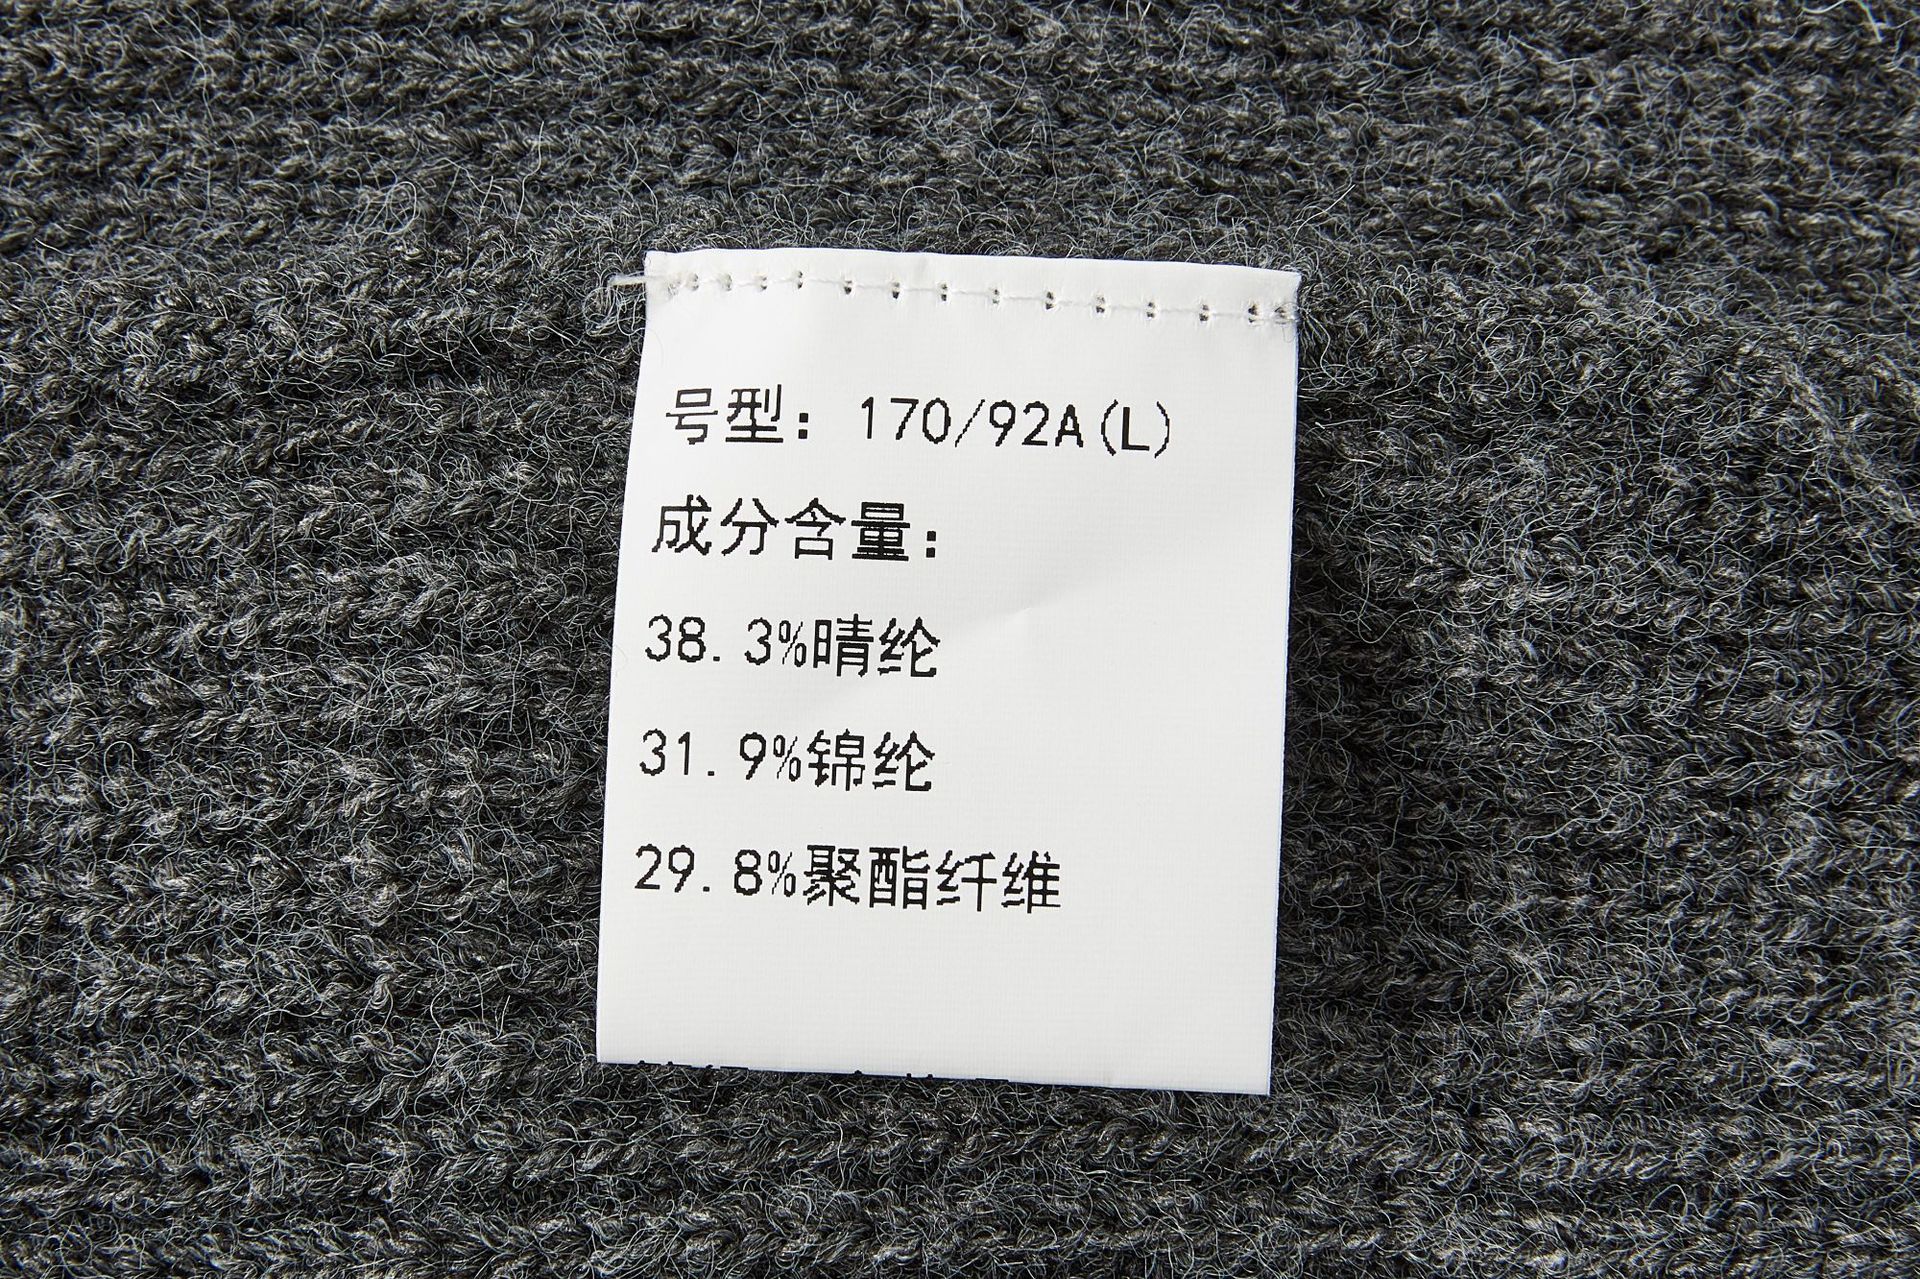 号型：170/92A(L)
成分含量：
38.3%晴纶
31.9%锦纶
29.8%聚酯纤维